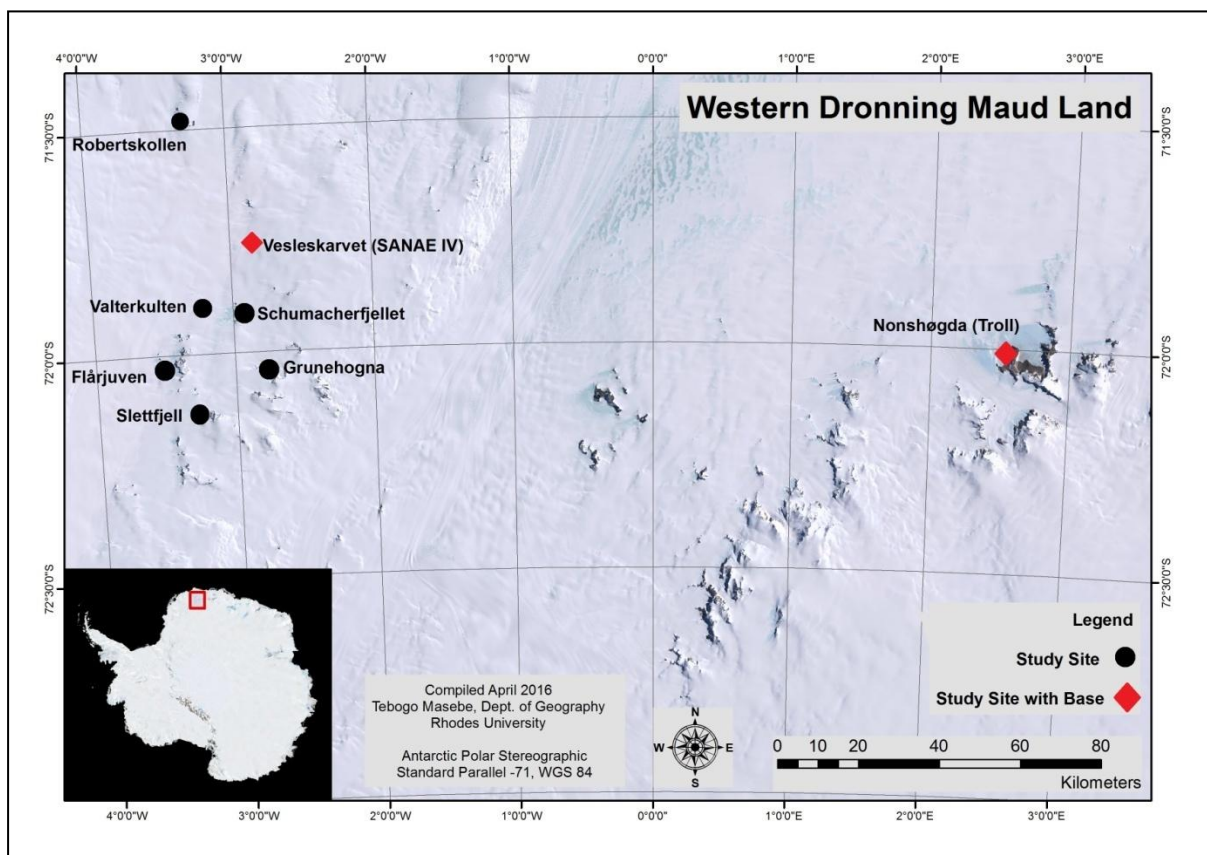 4°0'0"W 3°0'0"W 2°0'0"W 1°0'0"W 0°0'0" 1°0'0"E 2°0'0"E 3°0'0"E
Western Dronning Maud Land
71°30'0"S
71°30'0"S
Robertskollen
Vesleskarvet (SANAE IV)
Valterkulten
Schumacherfjellet
Nonshøgda (Troll)
72°0'0"S
72°0'0"S
Flårjuven
Grunehogna
Slettfjell
72°30'0"S
72°30'0"S
Legend
Study Site
Study Site with Base
Compiled April 2016
Tebogo Masebe, Dept. of Geography
Rhodes University
Antarctic Polar Stereographic
Standard Parallel -71, WGS 84
N
W E
S
0 5 10 20 40 60 80
Kilometers
4°0'0"W 3°0'0"W 2°0'0"W 1°0'0"W 0°0'0" 1°0'0"E 2°0'0"E 3°0'0"E